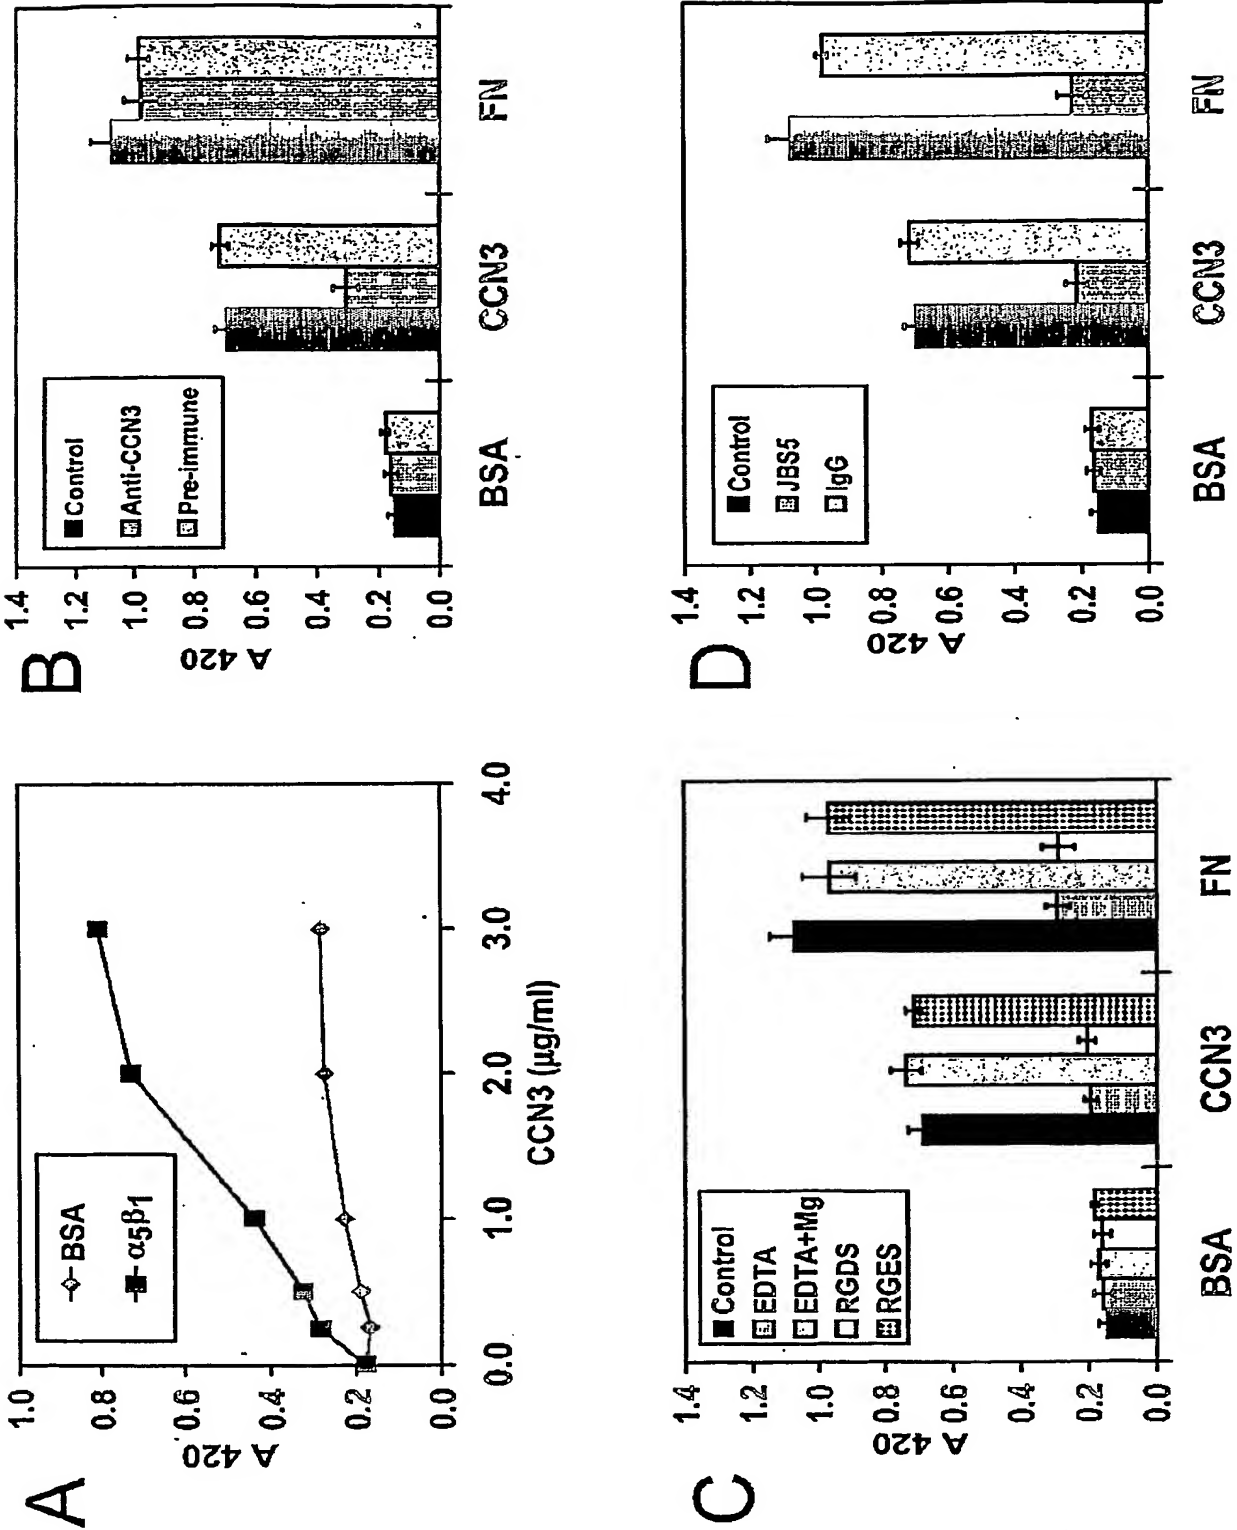 A
1.0
0.8
0.6
0.4
0.2
0.0
A 420
BSA
α5β1
0.0
1.0
2.0
3.0
4.0
CCN3 (µg/ml)
B
1.4
1.2
1.0
0.8
0.6
0.4
0.2
0.0
A 420
Control
Anti-CCN3
Pre-immune
BSA
CCN3
FN
C
1.4
1.2
1.0
0.8
0.6
0.4
0.2
0.0
A 420
Control
EDTA
EDTA+Mg
RGDS
RGES
BSA
CCN3
FN
D
1.4
1.2
1.0
0.8
0.6
0.4
0.2
0.0
A 420
Control
JBS5
IgG
BSA
CCN3
FN